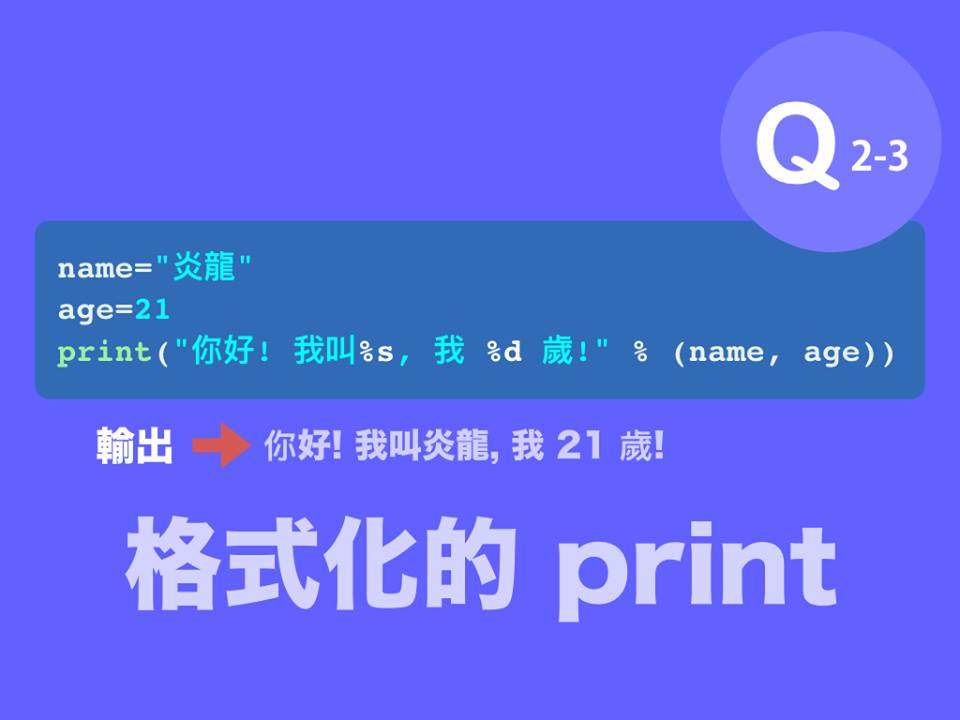 Q 2-3
name="炎龍"
age=21
print("你好! 我叫%s, 我 %d 歲!" % (name, age))
輸出 你好! 我叫炎龍, 我 21 歲!
格式化的 print